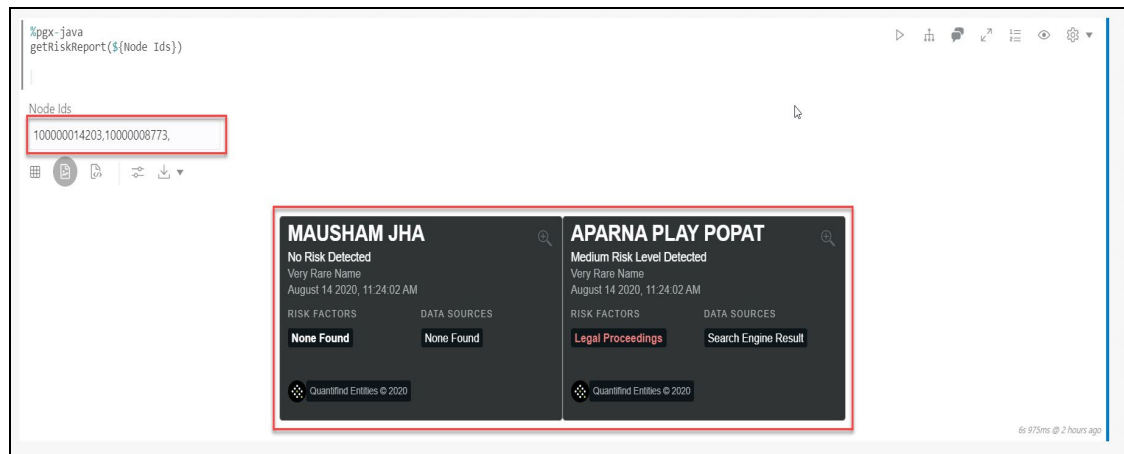 %pgx-java
getRiskReport(${Node Ids})
Node Ids
100000014203,10000008773,
MAUSHAM JHA
No Risk Detected
Very Rare Name
August 14 2020, 11:24:02 AM
RISK FACTORS DATA SOURCES
None Found None Found
Quantifind Entities © 2020
APARNA PLAY POPAT
Medium Risk Level Detected
Very Rare Name
August 14 2020, 11:24:02 AM
RISK FACTORS DATA SOURCES
Legal Proceedings Search Engine Result
Quantifind Entities © 2020
6s 975ms @ 2 hours ago